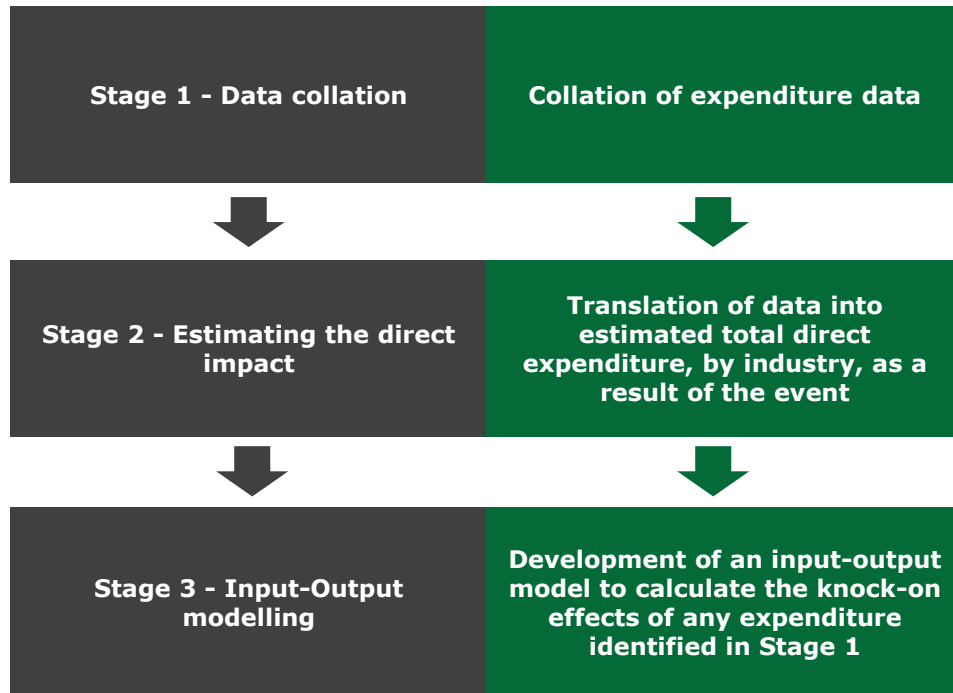 Stage 1 - Data collation
Collation of expenditure data
Stage 2 - Estimating the direct
impact
Translation of data into
estimated total direct
expenditure, by industry, as a
result of the event
Stage 3 - Input-Output
modelling
Development of an input-output
model to calculate the knock-on
effects of any expenditure
identified in Stage 1